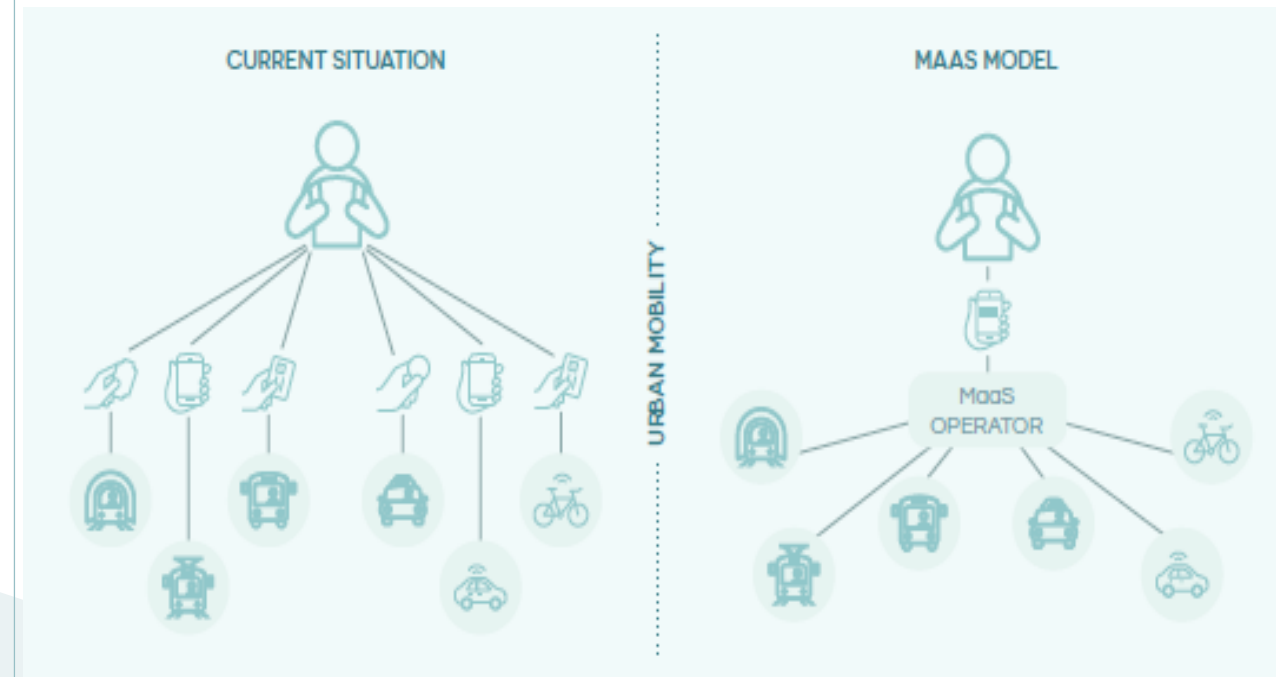 CURRENT SITUATION
MAAS MODEL
URBAN MOBILITY
MaaS
OPERATOR